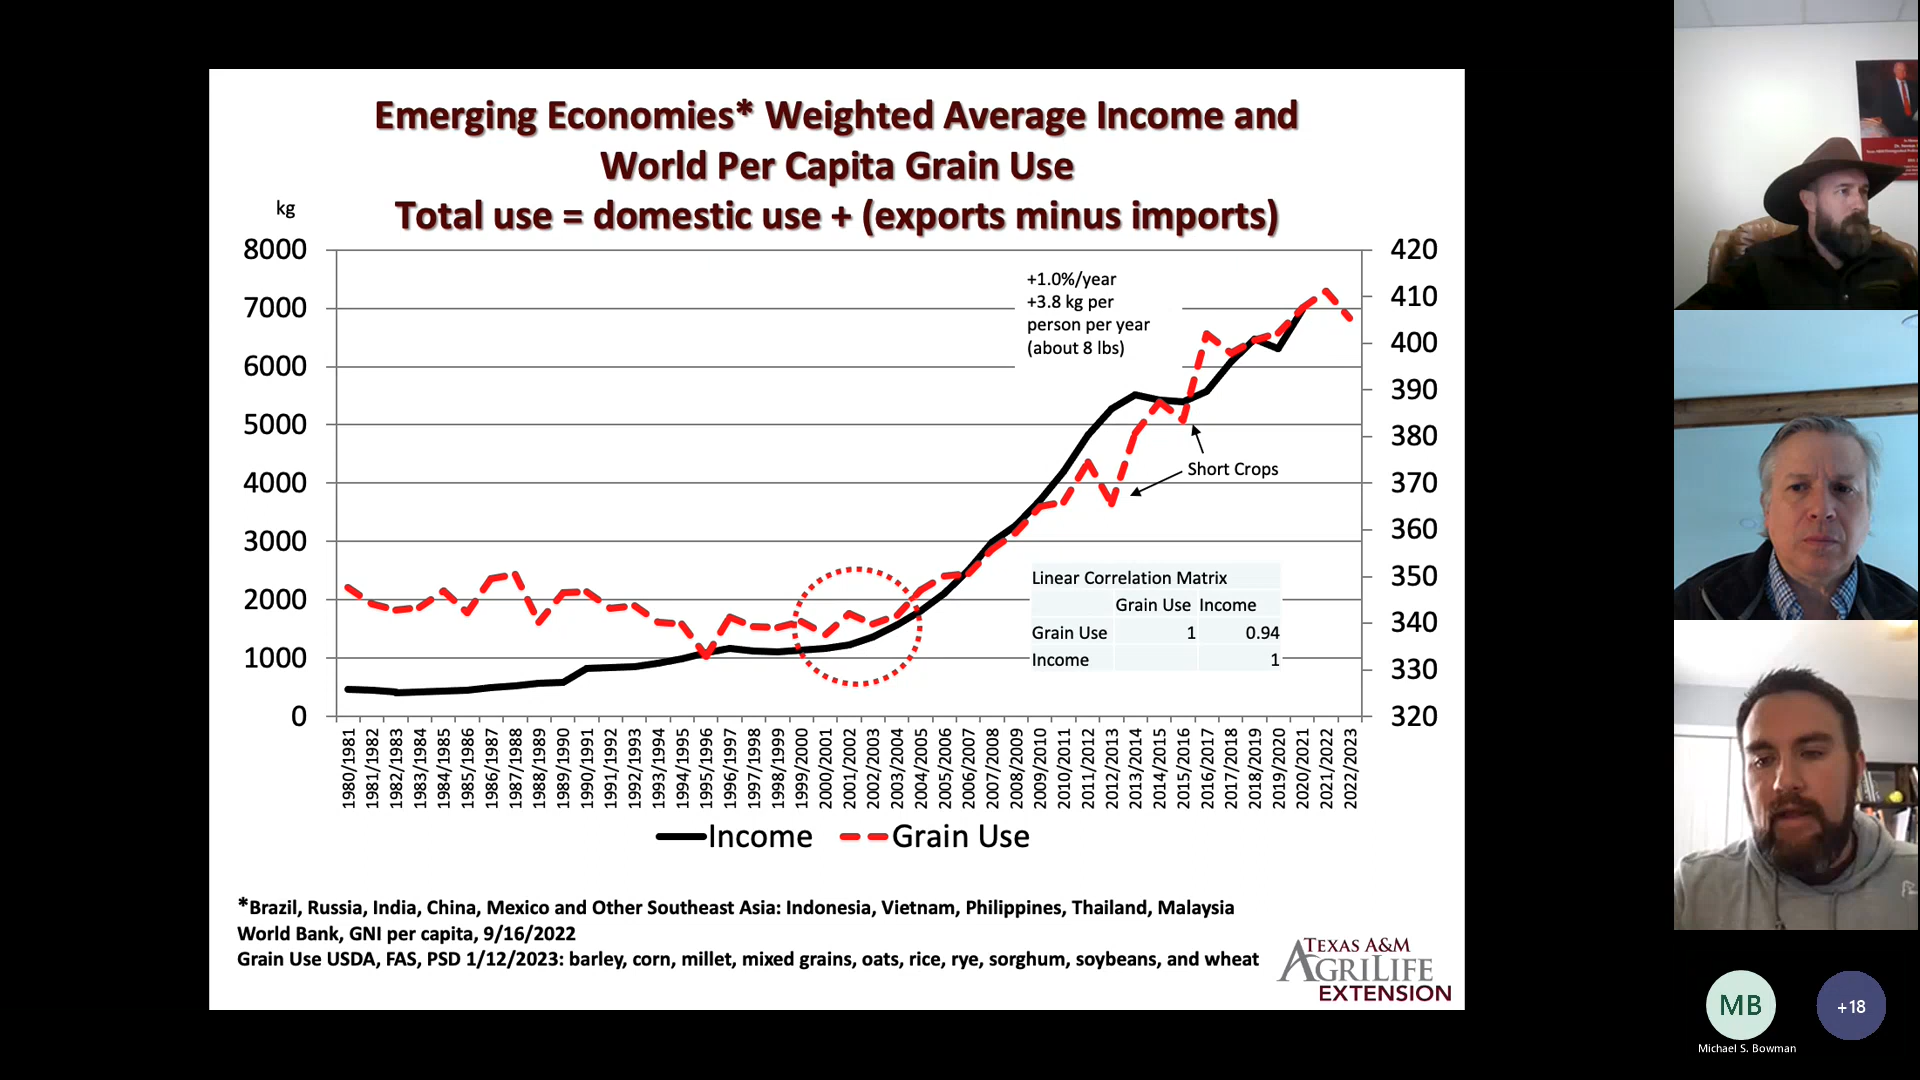 Emerging Economies* Weighted Average Income and
World Per Capita Grain Use
Total use = domestic use + (exports minus imports)
kg
8000
7000
6000
5000
4000
3000
2000
1000
0
420
410
400
390
380
370
360
350
340
330
320
+1.0%/year
+3.8 kg per
person per year
(about 8 lbs)
Short Crops
Linear Correlation Matrix
Grain Use Income
Grain Use 1 0.94
Income 1
1980/1981
1981/1982
1982/1983
1983/1984
1984/1985
1985/1986
1986/1987
1987/1988
1988/1989
1989/1990
1990/1991
1991/1992
1992/1993
1993/1994
1994/1995
1995/1996
1996/1997
1997/1998
1998/1999
1999/2000
2000/2001
2001/2002
2002/2003
2003/2004
2004/2005
2005/2006
2006/2007
2007/2008
2008/2009
2009/2010
2010/2011
2011/2012
2012/2013
2013/2014
2014/2015
2015/2016
2016/2017
2017/2018
2018/2019
2019/2020
2020/2021
2021/2022
2022/2023
Income Grain Use
*Brazil, Russia, India, China, Mexico and Other Southeast Asia: Indonesia, Vietnam, Philippines, Thailand, Malaysia
World Bank, GNI per capita, 9/16/2022
Grain Use USDA, FAS, PSD 1/12/2023: barley, corn, millet, mixed grains, oats, rice, rye, sorghum, soybeans, and wheat
TEXAS A&M
AGRILIFE
EXTENSION
MB
+18
Michael S. Bowman